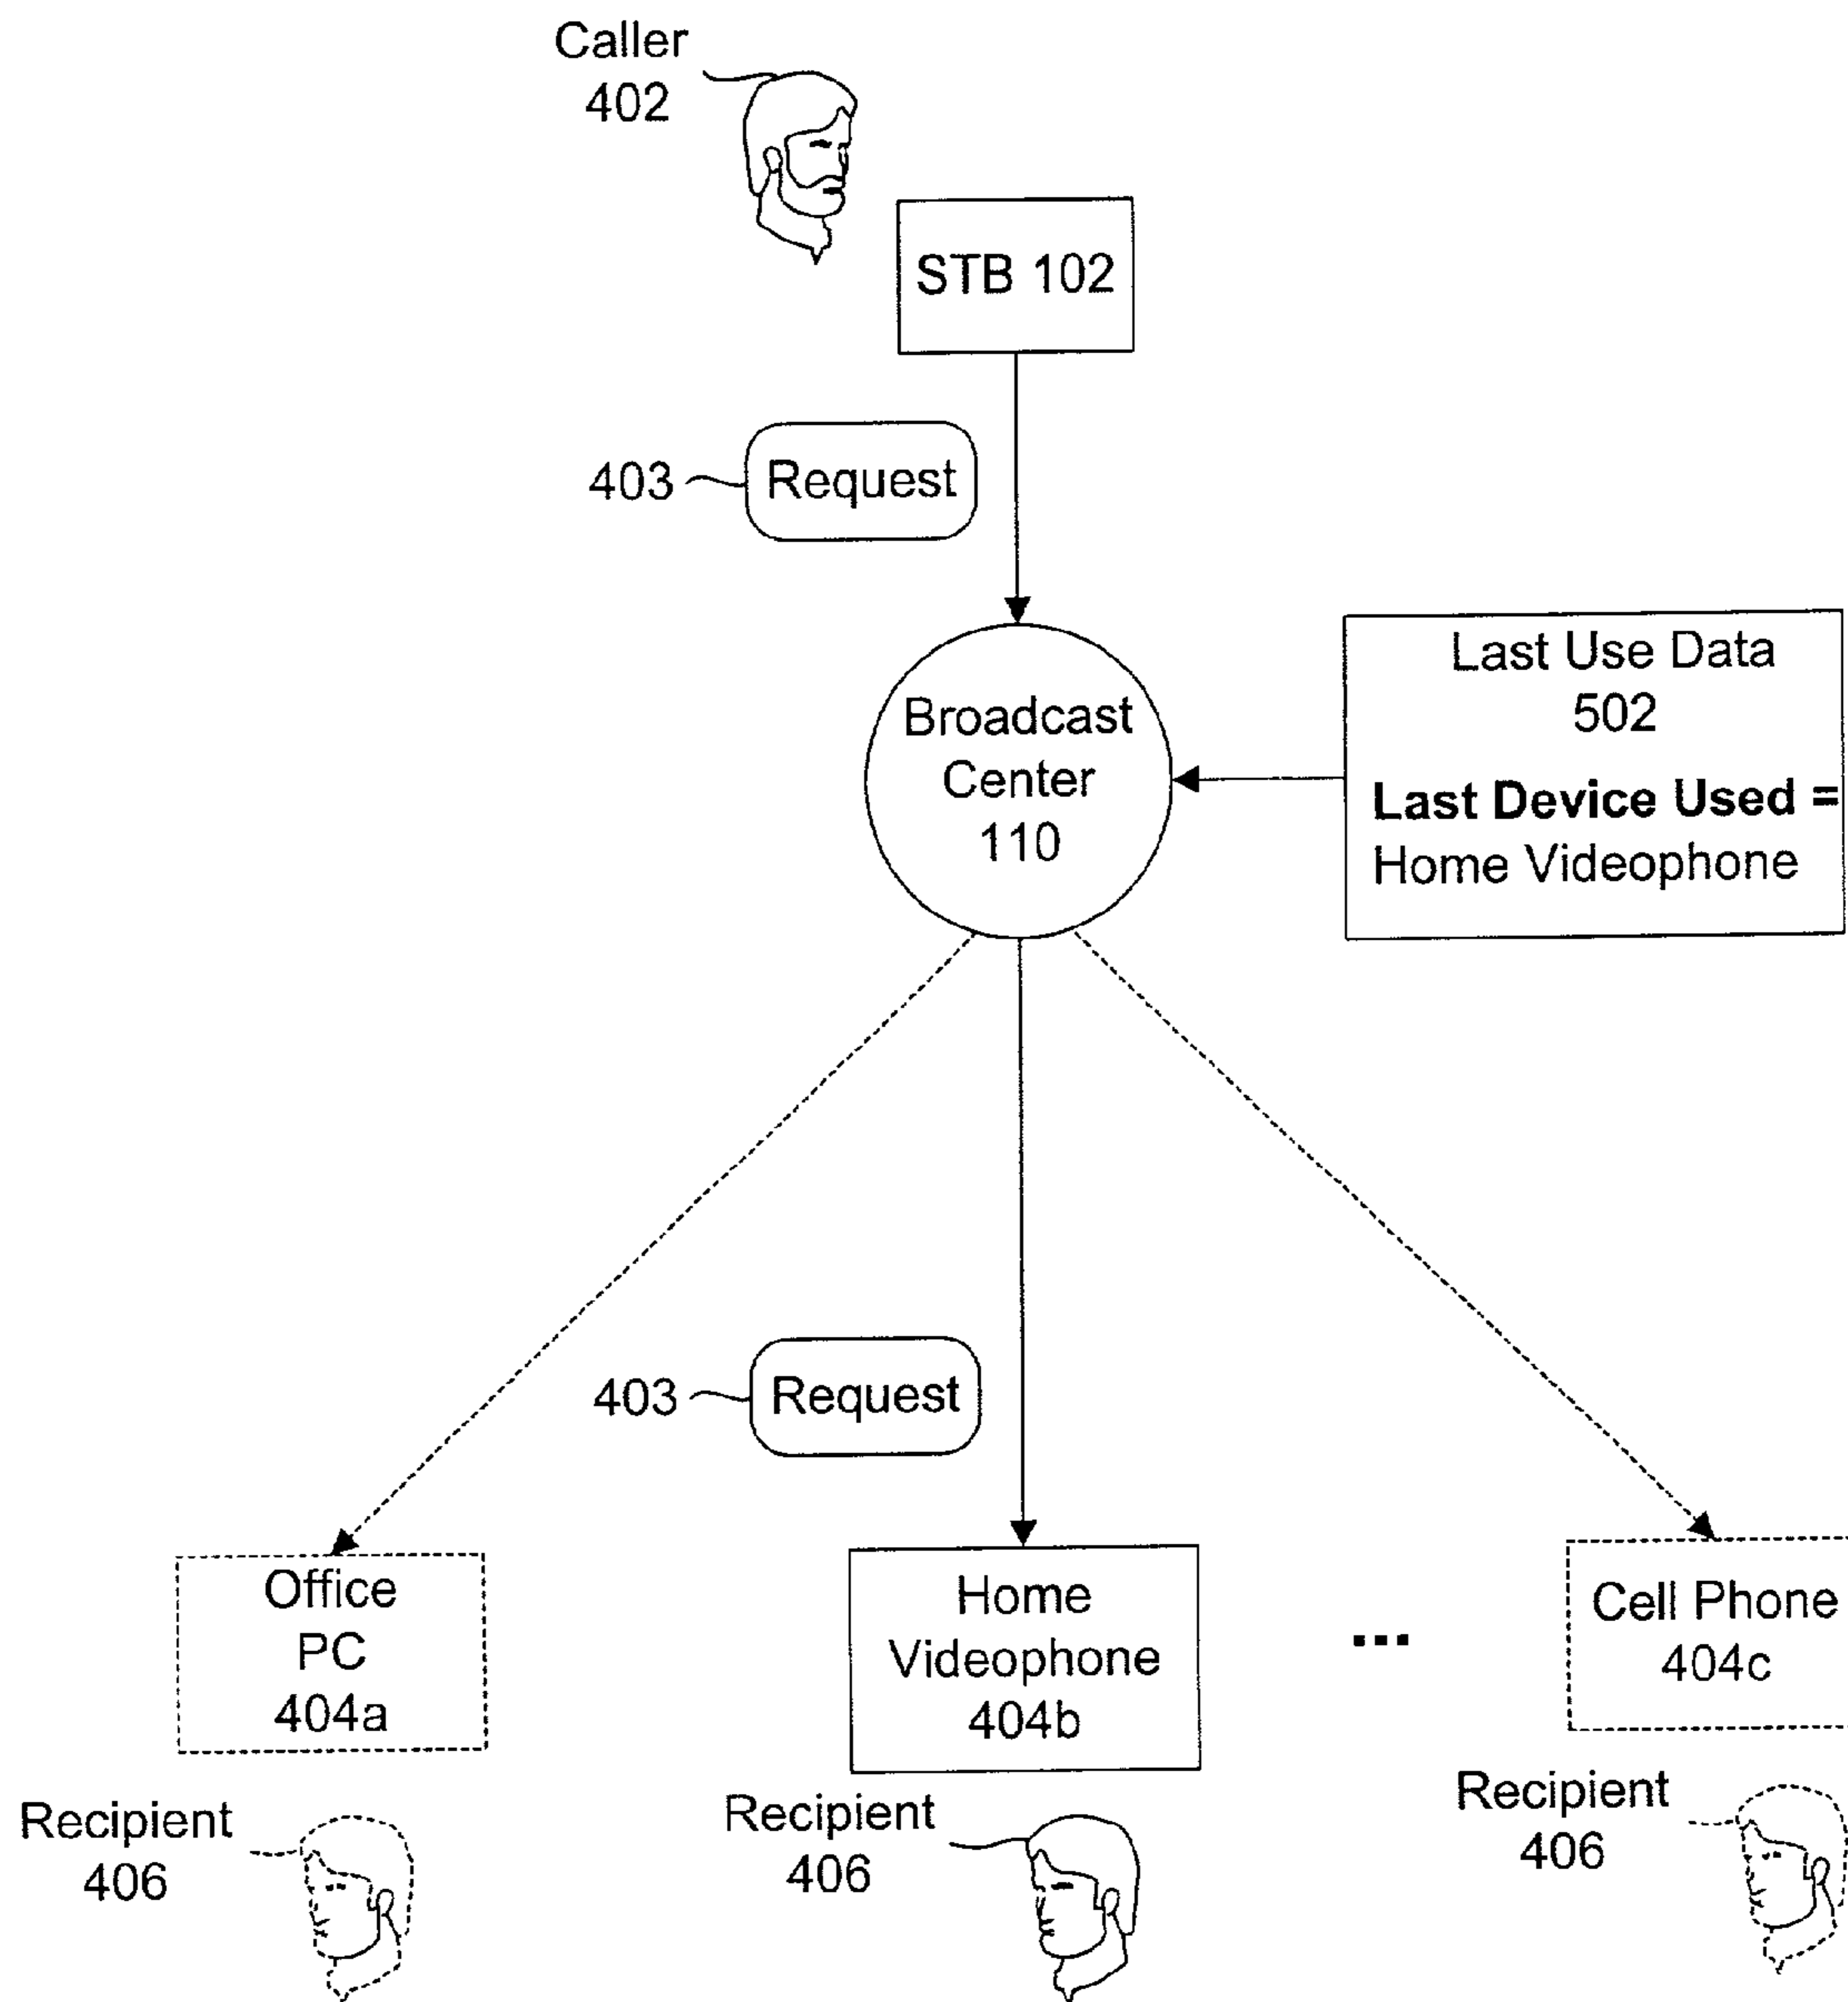 Caller
402
STB 102
403
Request
Broadcast
Center
110
Last Use Data
502
Last Device Used =
Home Videophone
403
Request
Office
PC
404a
Home
Videophone
404b
...
Cell Phone
404c
Recipient
406
Recipient
406
Recipient
406